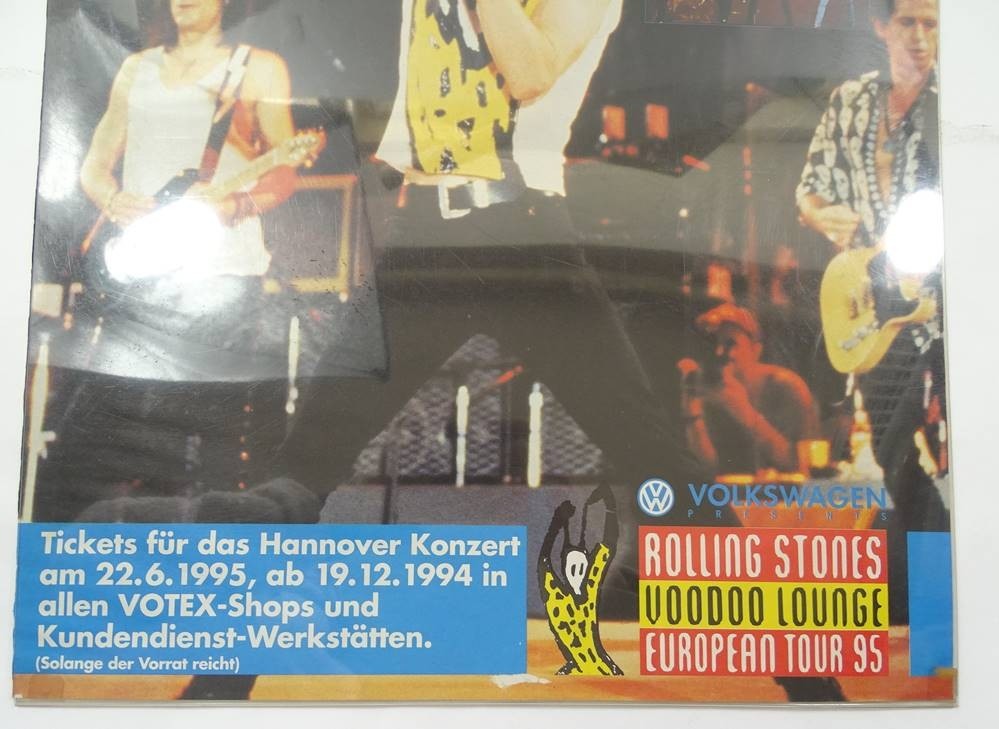 Tickets für das Hannover Konzert
am 22.6.1995, ab 19.12.1994 in
allen VOTEX-Shops und
Kundendienst-Werkstätten.
(Solange der Vorrat reicht)
VOLKSWAGEN
PRESENTS
ROLLING STONES
VOODOO LOUNGE
EUROPEAN TOUR 95